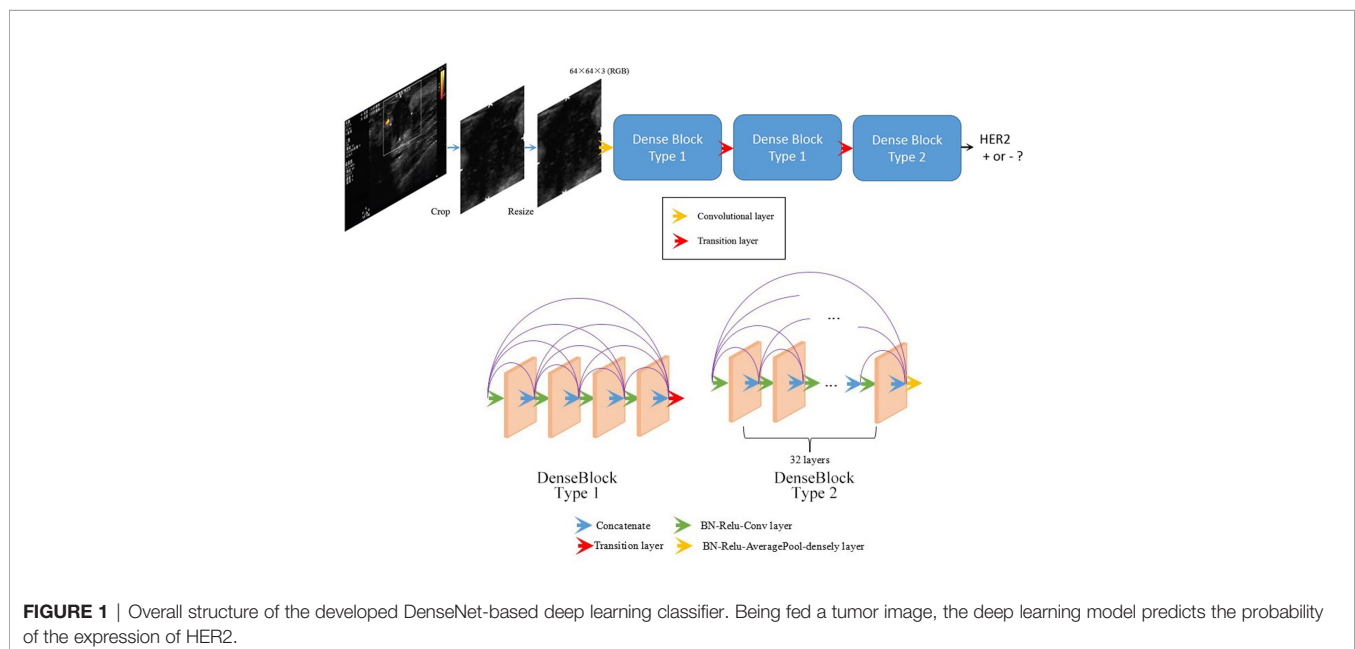 64×64×3 (RGB)
Dense Block
Type 1
Dense Block
Type 1
Dense Block
Type 2
HER2
+ or - ?
Crop
Resize
Convolutional layer
Transition layer
...
...
32 layers
DenseBlock
Type 1
DenseBlock
Type 2
Concatenate
BN-Relu-Conv layer
Transition layer
BN-Relu-AveragePool-densely layer
FIGURE 1 | Overall structure of the developed DenseNet-based deep learning classifier. Being fed a tumor image, the deep learning model predicts the probability
of the expression of HER2.